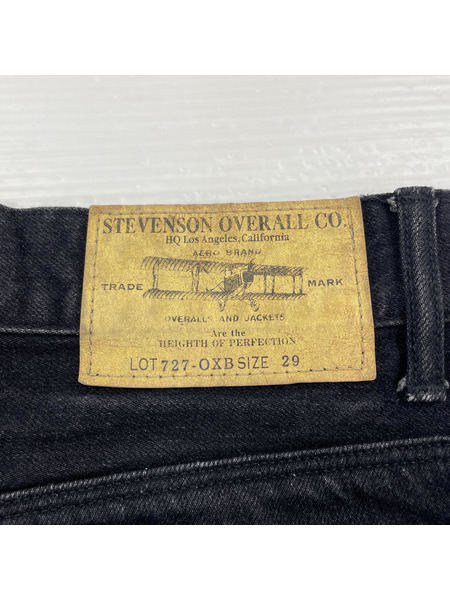 STEVENSON OVERALL CO.
HQ Los Angeles, California
AERO BRAND
TRADE MARK
OVERALLS AND JACKETS
Are the
HEIGHTH OF PERFECTION
LOT 727-OXB SIZE 29